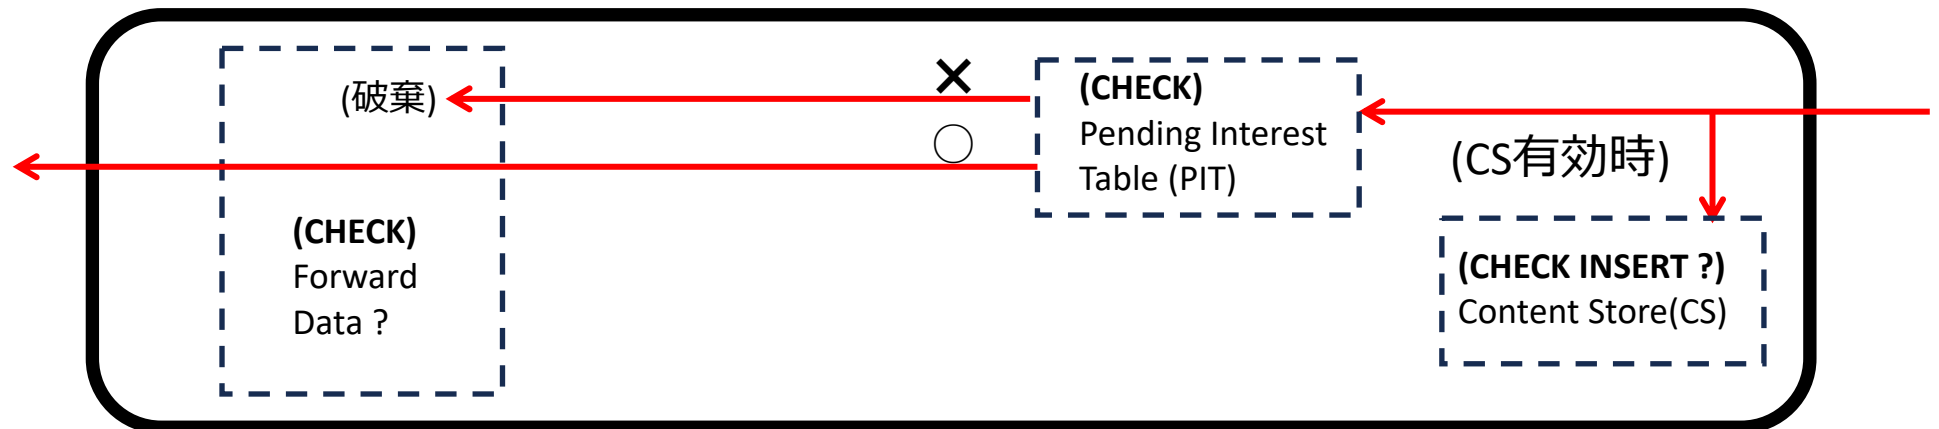 (破棄)
(CHECK)
Forward
Data ?
×
○
(CHECK)
Pending Interest
Table (PIT)
(CS有効時)
(CHECK INSERT ?)
Content Store(CS)